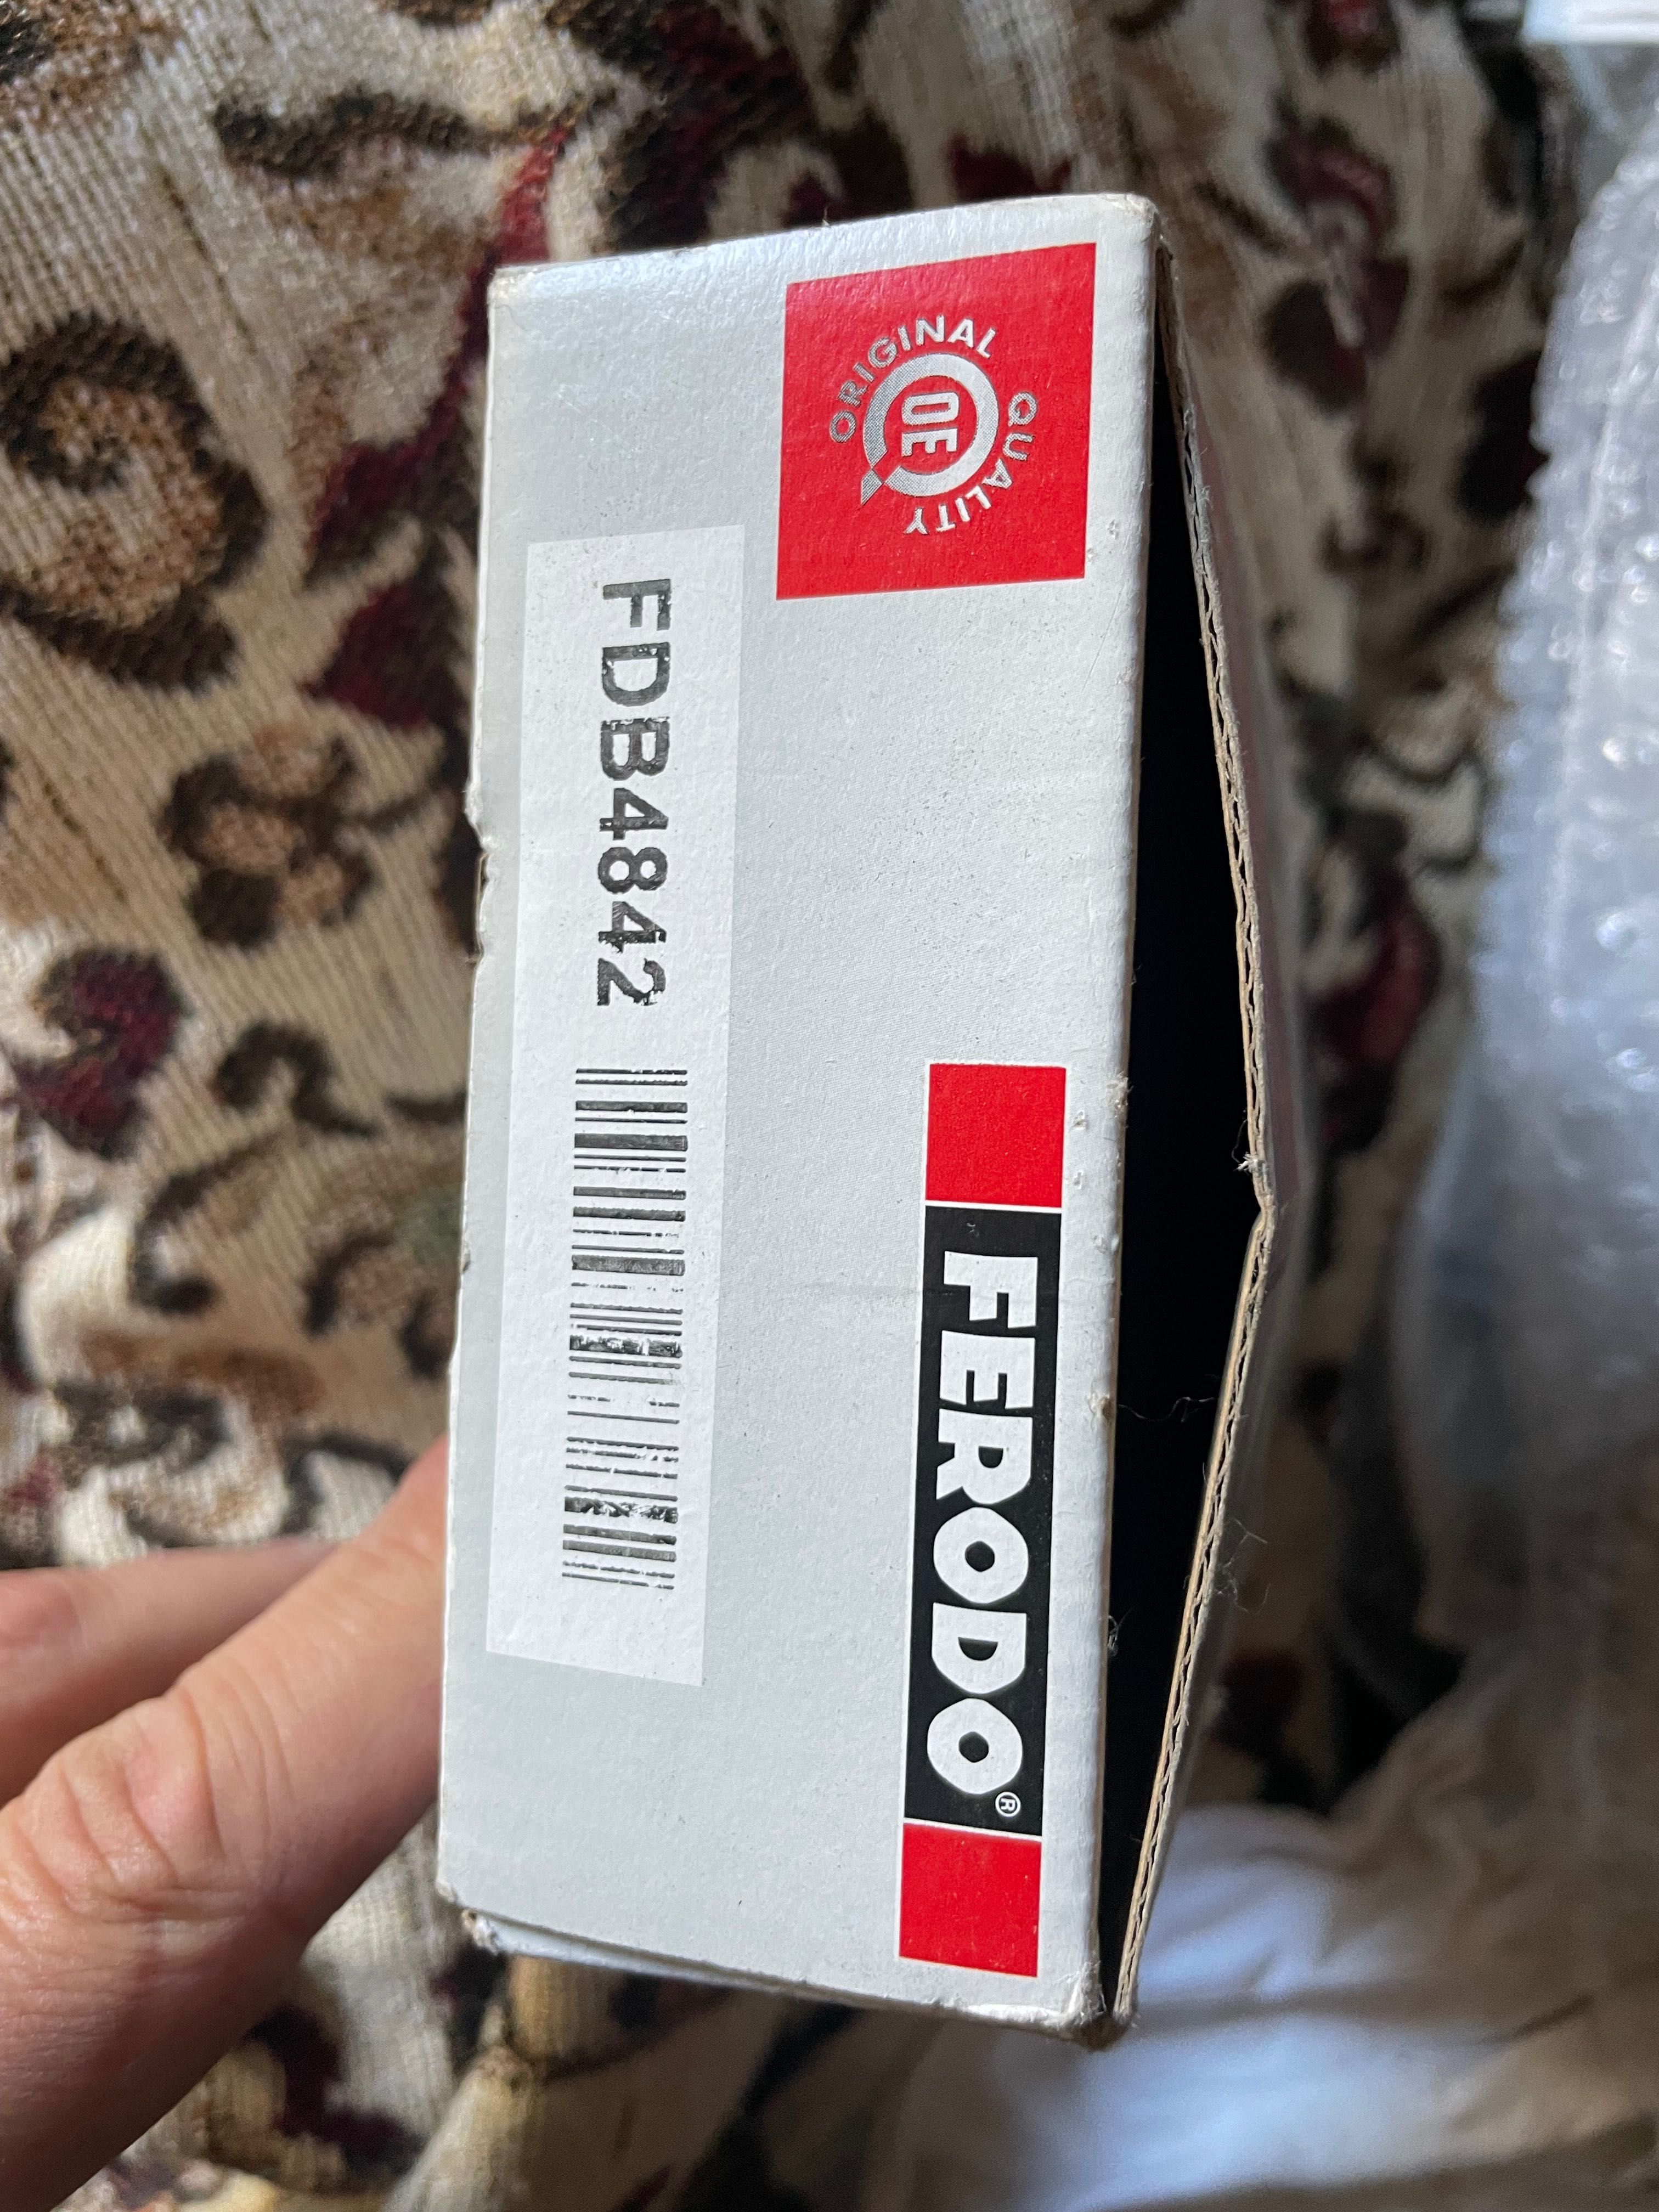 ORIGINAL QUALITY
OE
FERODO®
FDB4842